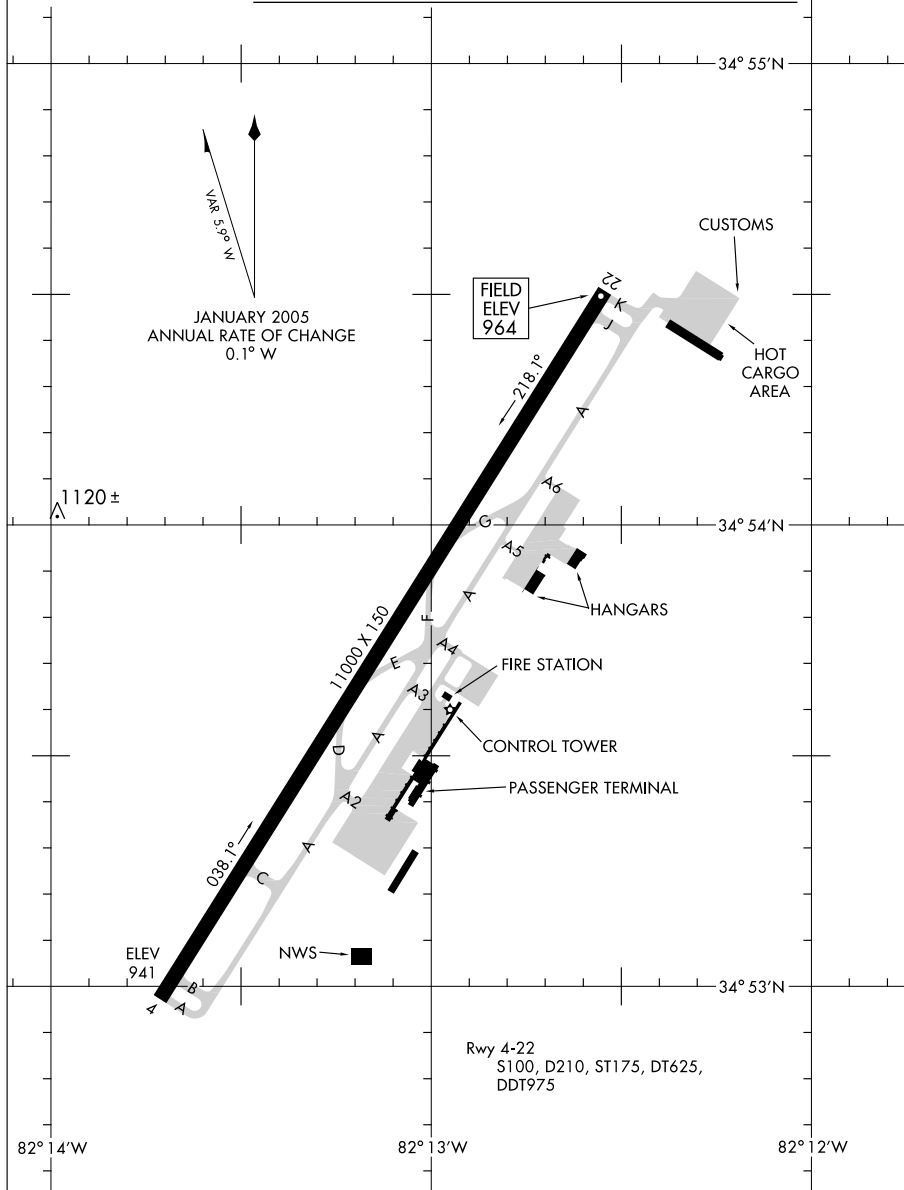 34° 55'N
VAR 5.9° W
JANUARY 2005
ANNUAL RATE OF CHANGE
0.1° W
CUSTOMS
FIELD
ELEV
964
22
K
J
HOT
CARGO
AREA
218.1°
A
1120 ±
A6
G
34° 54'N
A5
A
HANGARS
11000 X 150
F
A4
E
FIRE STATION
A3
A
D
CONTROL TOWER
PASSENGER TERMINAL
A2
A
038.1°
C
ELEV
941
NWS
B
34° 53'N
4
A
Rwy 4-22
S100, D210, ST175, DT625,
DDT975
82° 14'W
82° 13'W
82° 12'W